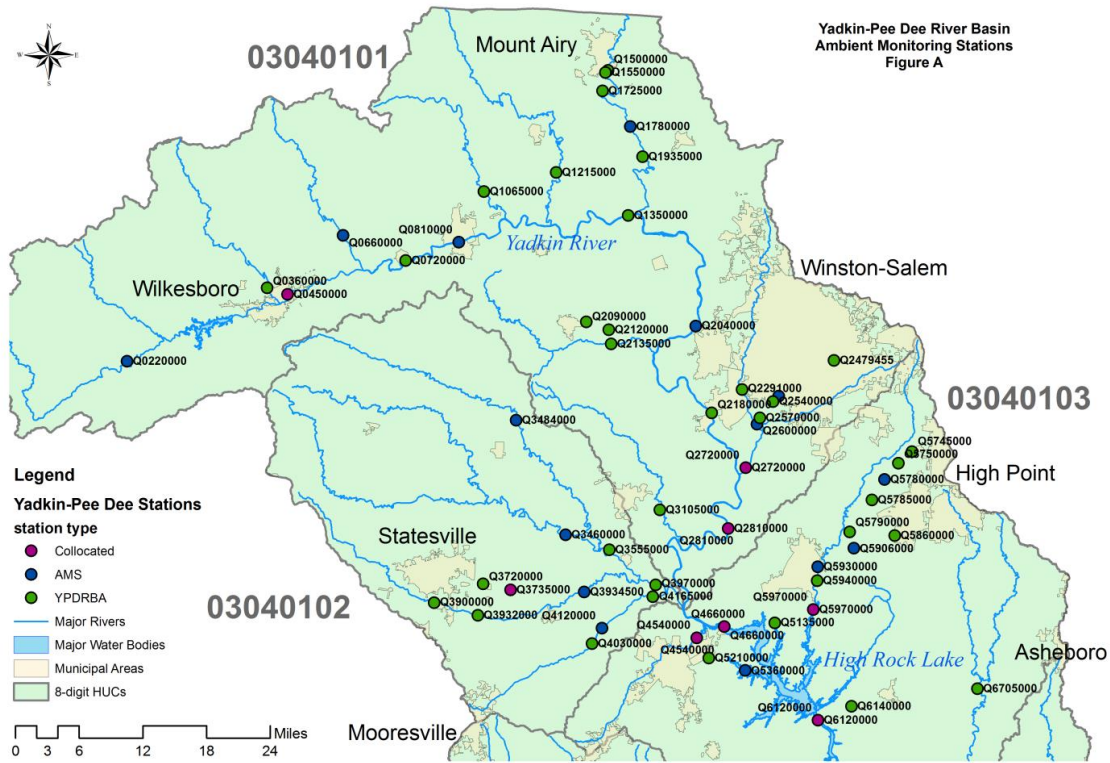 Yadkin-Pee Dee River Basin
Ambient Monitoring Stations
Figure A
N
W
E
S
03040101
Mount Airy
Q1500000
Q1550000
Q1725000
Q1780000
Q1935000
Q1215000
Q1065000
Q1350000
Q0810000
Q0660000
Yadkin River
Q0720000
Winston-Salem
Wilkesboro
Q0360000
Q0450000
Q2090000
Q2120000
Q2040000
Q2135000
Q0220000
Q2479455
Q2291000
03040103
Q2540000
Q2180000
Q2570000
Q3484000
Q2600000
Q5745000
Q5750000
Q2720000
Q2720000
High Point
Q5780000
Q5785000
Legend
Yadkin-Pee Dee Stations
station type
Collocated
AMS
YPDRBA
Major Rivers
Major Water Bodies
Municipal Areas
8-digit HUCs
Q3105000
Q2810000
Q2810000
Q5790000
Q5860000
Statesville
Q3460000
Q3555000
Q5906000
Q5930000
Q5940000
Q3720000
Q3735000
Q3970000
Q3934500
Q4165000
Q3900000
03040102
Q3932000
Q4120000
Q4030000
Q5970000
Q5970000
Q4660000
Q4660000
Q5135000
Q4540000
Q4540000
Q5210000
Q5360000
High Rock Lake
Asheboro
Q6705000
Q6120000
Q6140000
Q6120000
Mooresville
Miles
0 3 6 12 18 24